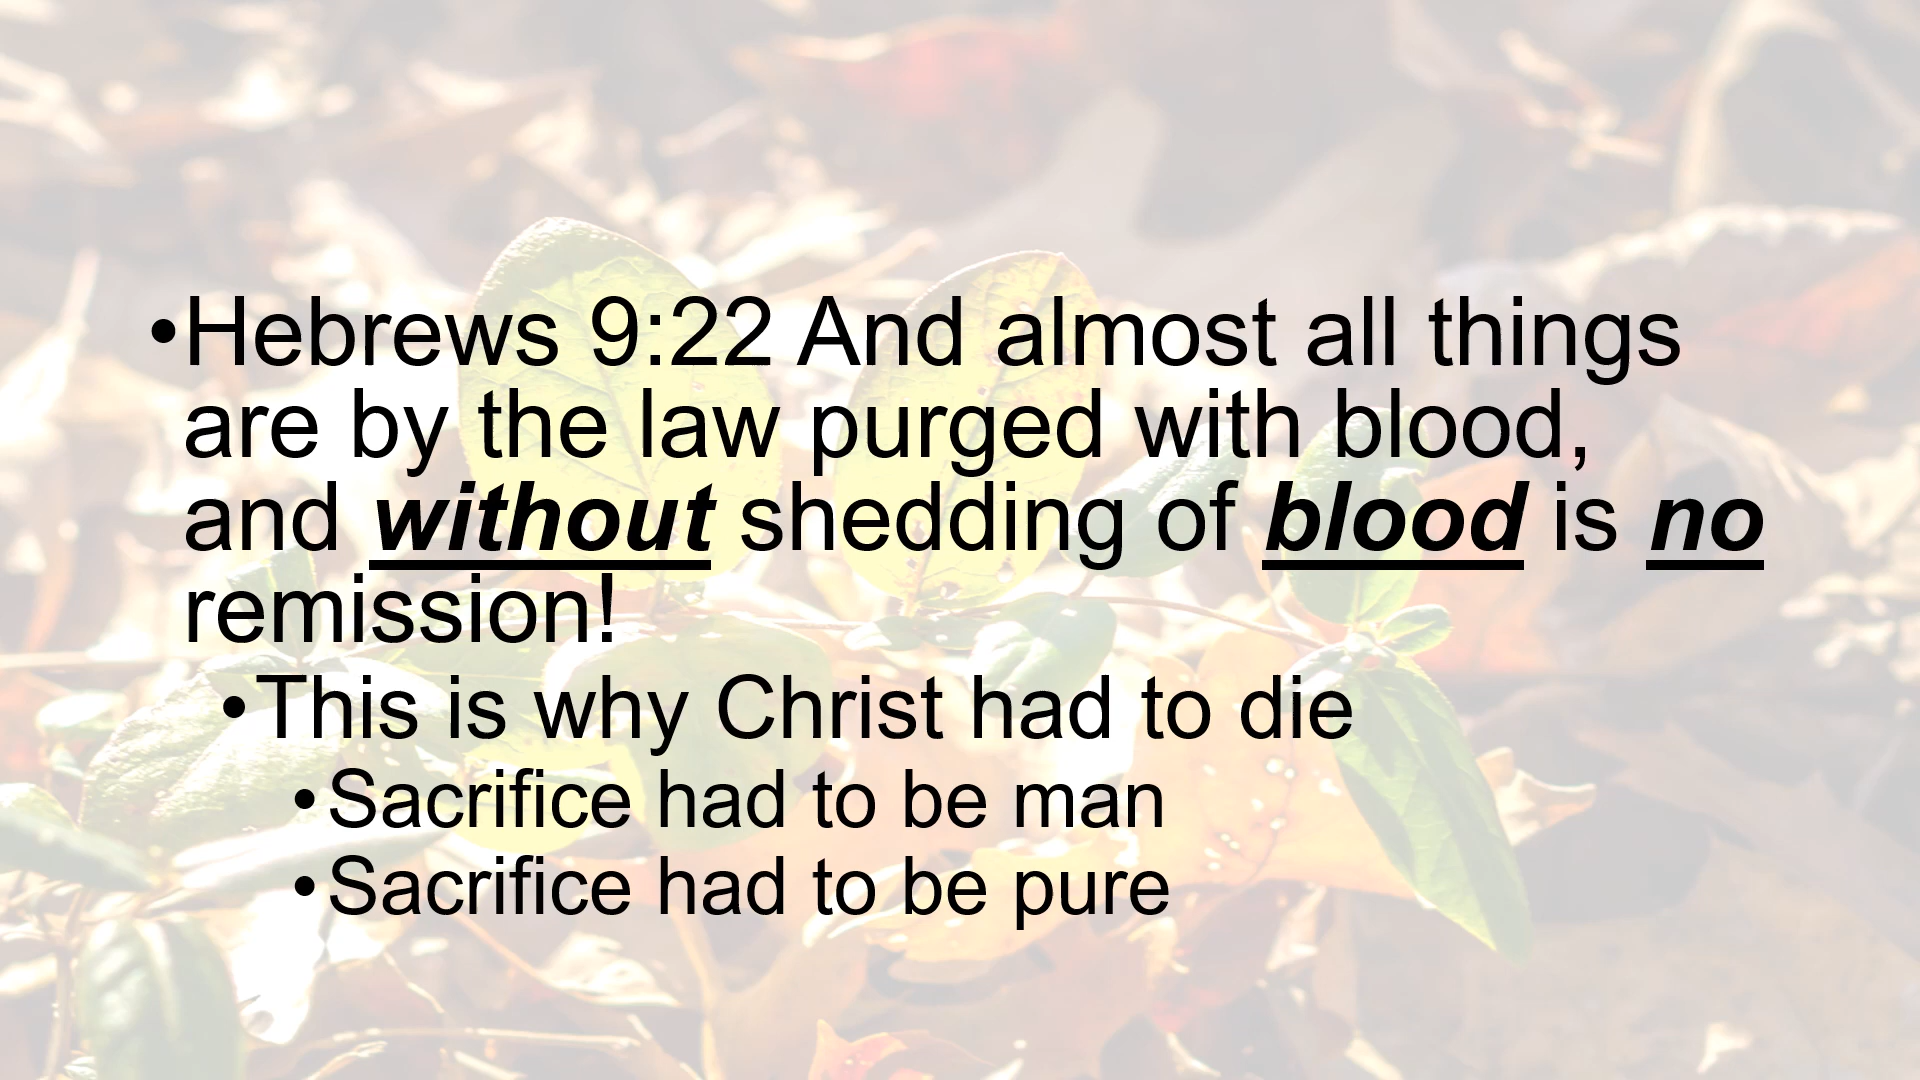 •Hebrews 9:22 And almost all things
are by the law purged with blood,
and without shedding of blood is no
remission!
•This is why Christ had to die
•Sacrifice had to be man
•Sacrifice had to be pure